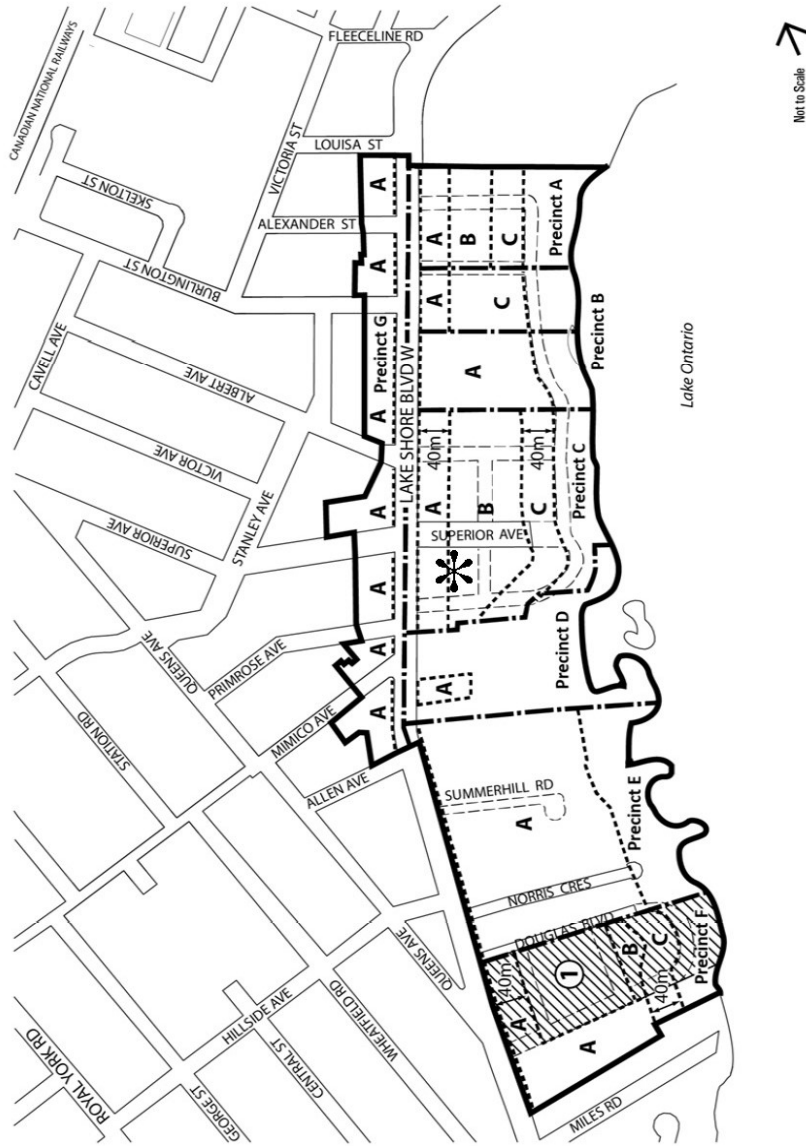 FLEECELINE RD
CANADIAN NATIONAL RAILWAYS
LOUISA ST
VICTORIA ST
SKELTON ST
ALEXANDER ST
BURLINGTON ST
CAVELL AVE
ALBERT AVE
VICTOR AVE
SUPERIOR AVE
STANLEY AVE
QUEENS AVE
PRIMROSE AVE
STATION RD
MIMICO AVE
ALLEN AVE
QUEENS AVE
HILLSIDE AVE
WHEATFIELD RD
CENTRAL ST
GEORGE ST
ROYAL YORK RD
MILES RD
LAKE SHORE BLVD W
Precinct G
A
A
A
A
A
A
A
Precinct A
A
B
C
Precinct B
A
C
A
Precinct C
40m
40m
A
B
C
SUPERIOR AVE
Precinct D
A
Precinct E
SUMMERHILL RD
A
NORRIS CRES
DOUGLAS BLVD
Precinct F
40m
A
1
B
C
40m
A
Lake Ontario
Not to Scale